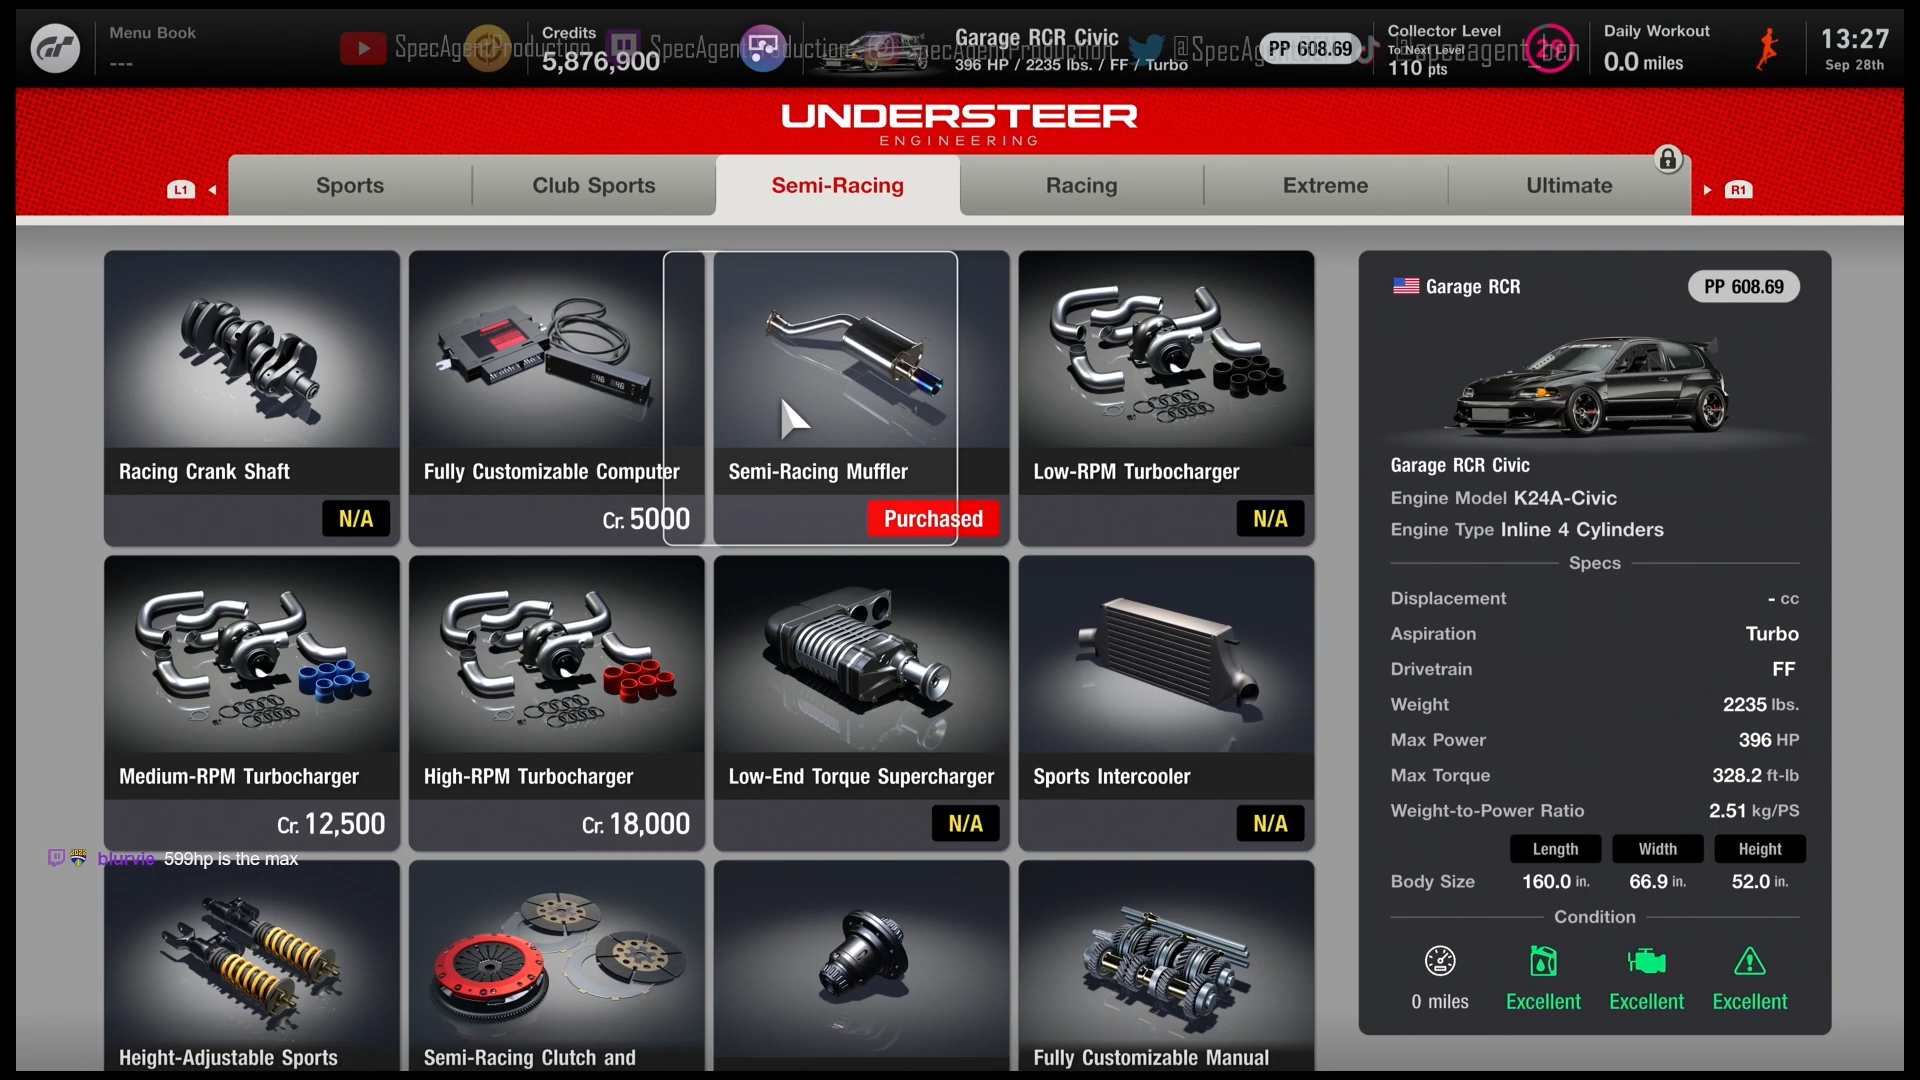 Menu Book
---
SpecAgentProduction
Credits
5,876,900
SpecAgentProduction
Garage RCR Civic
SpecAgentProduction
396 HP / 2235 lbs. / FF / Turbo
@SpecAgent
PP 608.69
Collector Level
To Next Level
110 pts
@specagent_ben
Daily Workout
0.0 miles
13:27
Sep 28th
UNDERSTEER
ENGINEERING
L1
Sports
Club Sports
Semi-Racing
Racing
Extreme
Ultimate
R1
Racing Crank Shaft
N/A
Fully Customizable Computer
Cr. 5000
Semi-Racing Muffler
Purchased
Low-RPM Turbocharger
N/A
Medium-RPM Turbocharger
Cr. 12,500
High-RPM Turbocharger
Cr. 18,000
Low-End Torque Supercharger
N/A
Sports Intercooler
N/A
blurvie 599hp is the max
Height-Adjustable Sports
Semi-Racing Clutch and
Fully Customizable Manual
Garage RCR
PP 608.69
Garage RCR Civic
Engine Model K24A-Civic
Engine Type Inline 4 Cylinders
Specs
Displacement - cc
Aspiration Turbo
Drivetrain FF
Weight 2235 lbs.
Max Power 396 HP
Max Torque 328.2 ft-lb
Weight-to-Power Ratio 2.51 kg/PS
Length Width Height
Body Size 160.0 in. 66.9 in. 52.0 in.
Condition
0 miles Excellent Excellent Excellent